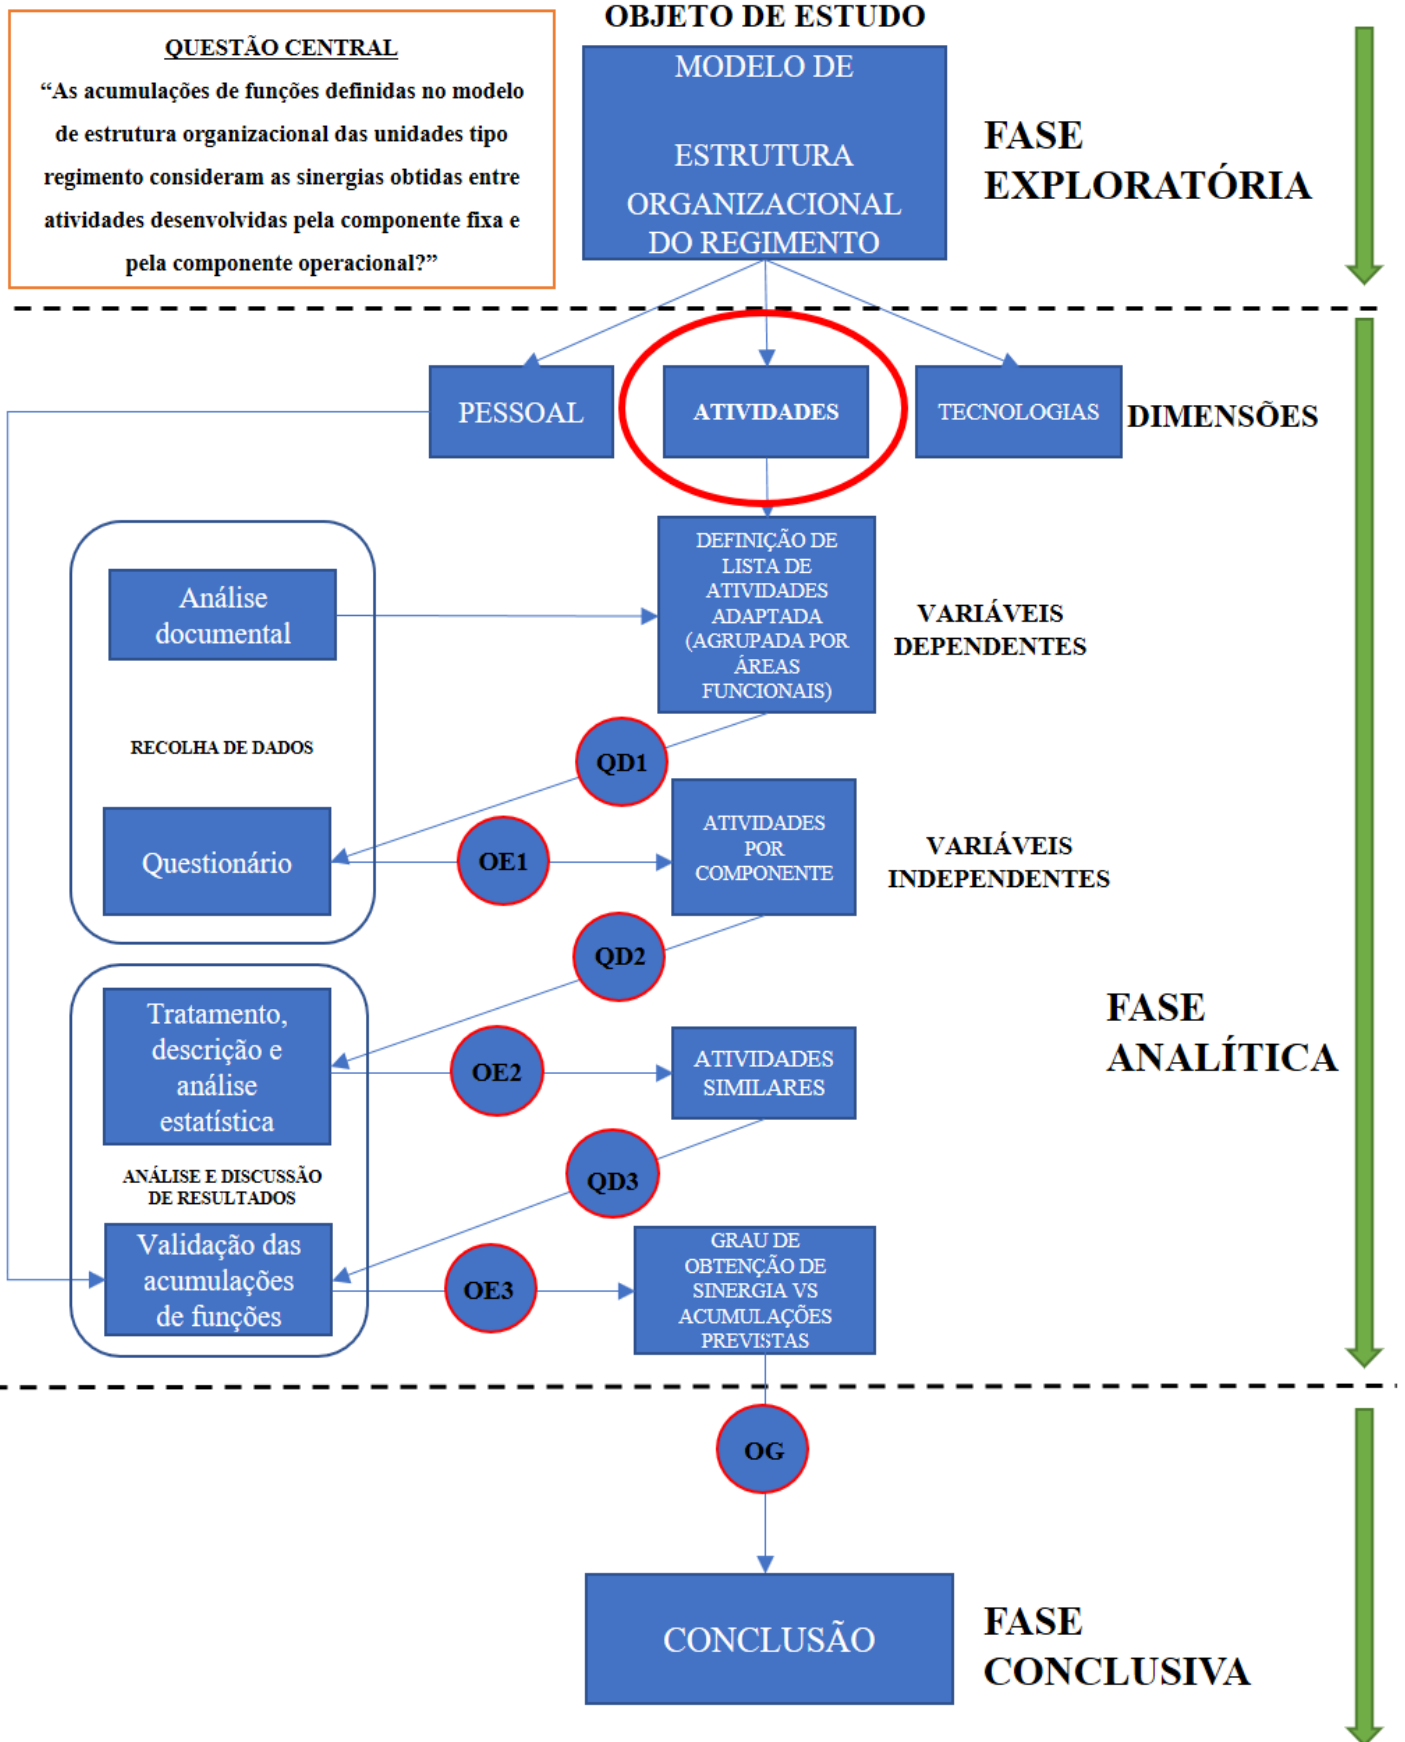 OBJETO DE ESTUDO
QUESTÃO CENTRAL
“As acumulações de funções definidas no modelo
de estrutura organizacional das unidades tipo
regimento consideram as sinergias obtidas entre
atividades desenvolvidas pela componente fixa e
pela componente operacional?”
MODELO DE
ESTRUTURA
ORGANIZACIONAL
DO REGIMENTO
FASE
EXPLORATÓRIA
PESSOAL
ATIVIDADES
TECNOLOGIAS
DIMENSÕES
Análise
documental
DEFINIÇÃO DE
LISTA DE
ATIVIDADES
ADAPTADA
(AGRUPADA POR
ÁREAS
FUNCIONAIS)
VARIÁVEIS
DEPENDENTES
RECOLHA DE DADOS
QD1
Questionário
OE1
ATIVIDADES
POR
COMPONENTE
VARIÁVEIS
INDEPENDENTES
QD2
Tratamento,
descrição e
análise
estatística
OE2
ATIVIDADES
SIMILARES
FASE
ANALÍTICA
ANÁLISE E DISCUSSÃO
DE RESULTADOS
QD3
Validação das
acumulações
de funções
OE3
GRAU DE
OBTENÇÃO DE
SINERGIA VS
ACUMULAÇÕES
PREVISTAS
OG
CONCLUSÃO
FASE
CONCLUSIVA